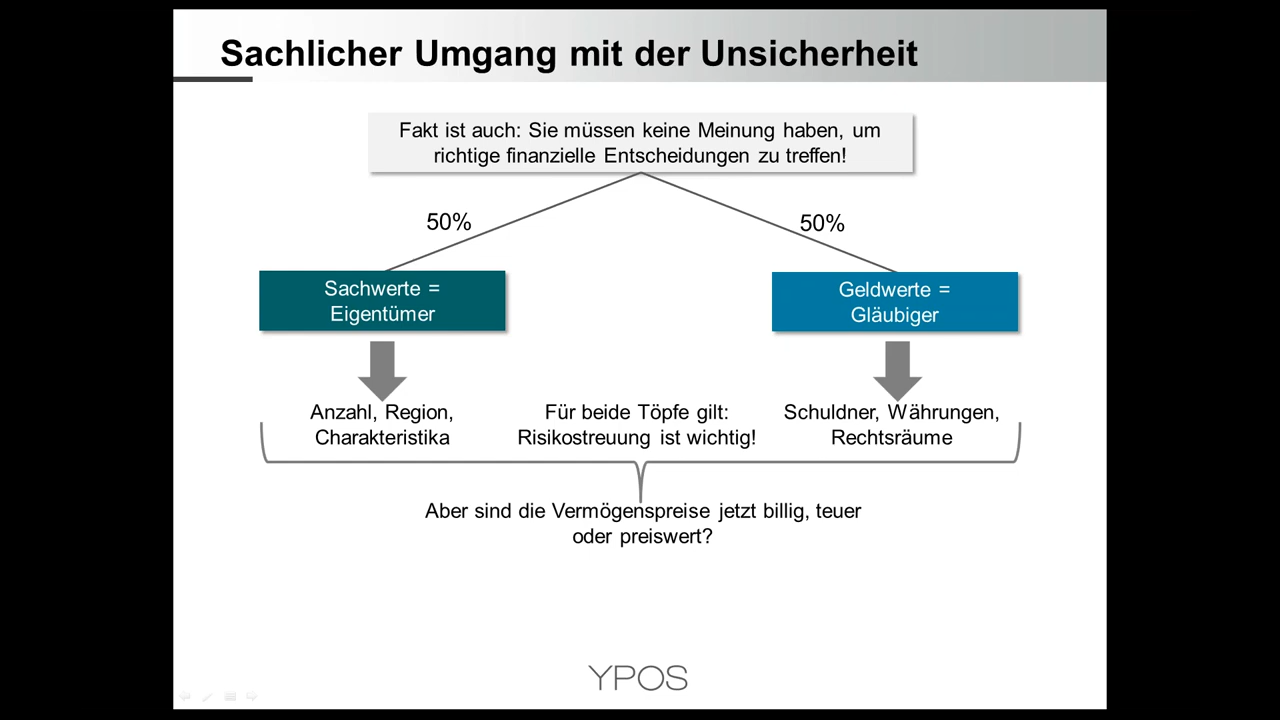 Sachlicher Umgang mit der Unsicherheit
Fakt ist auch: Sie müssen keine Meinung haben, um
richtige finanzielle Entscheidungen zu treffen!
50%
50%
Sachwerte =
Eigentümer
Geldwerte =
Gläubiger
Anzahl, Region,
Charakteristika
Für beide Töpfe gilt:
Risikostreuung ist wichtig!
Schuldner, Währungen,
Rechtsräume
Aber sind die Vermögenspreise jetzt billig, teuer
oder preiswert?
YPOS